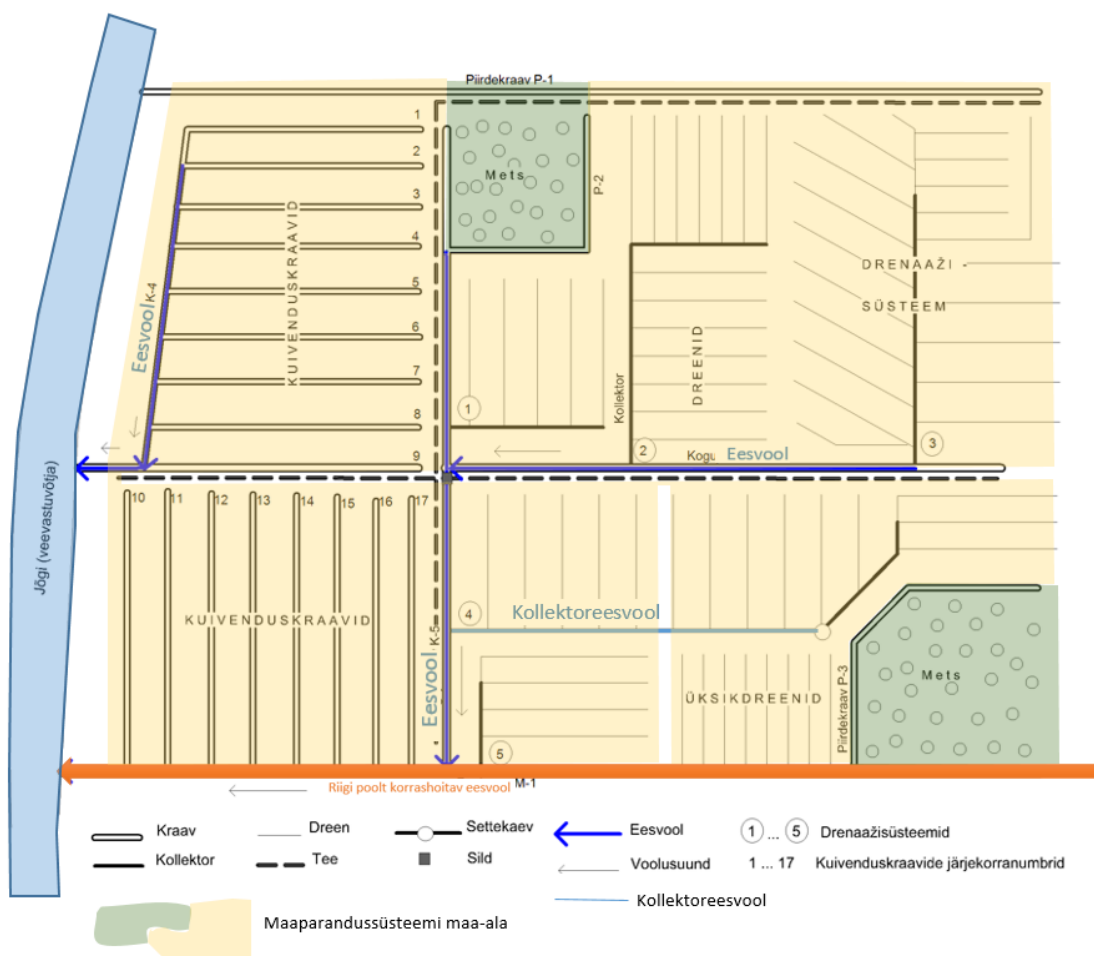 Piirdekraav P-1
1
2
3
4
5
6
7
8
9
KUIVENDUSKRAAVID
Eesvool K-4
Mets
P-2
DRENAAŽI -
SÜSTEEM
DREENID
Kollektor
1
2
3
Kogu
Eesvool
Jõgi (veevastuvõtja)
10
11
12
13
14
15
16
17
KUIVENDUSKRAAVID
Eesvool K-5
4
Kollektoreesvool
5
ÜKSIKDREENID
Piirdekraav P-3
Mets
Riigi poolt korrashoitav eesvool M-1
Kraav
Dreen
Settekaev
Eesvool
1 ... 5 Drenaažisüsteemid
Kollektor
Tee
Sild
Voolusuund
1 ... 17 Kuivenduskraavide järjekorranumbrid
Kollektoreesvool
Maaparandussüsteemi maa-ala